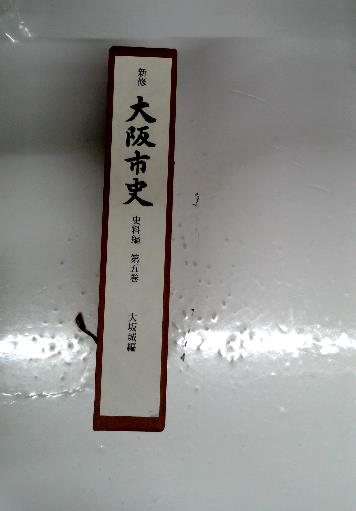 新修
大阪市史
史料編 第五巻
大坂城編